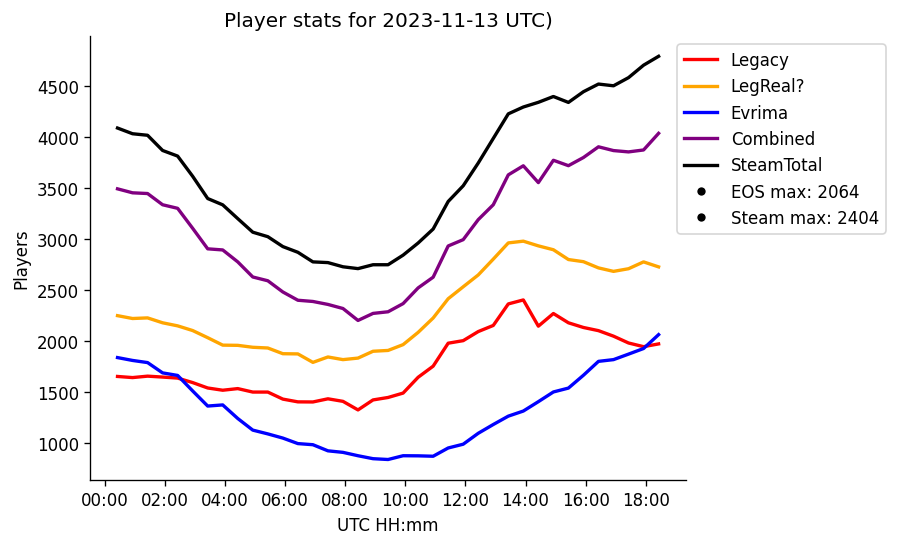 Player stats for 2023-11-13 UTC)
Legacy
LegReal?
Evrima
Combined
SteamTotal
EOS max: 2064
Steam max: 2404
Players
4500
4000
3500
3000
2500
2000
1500
1000
00:00 02:00 04:00 06:00 08:00 10:00 12:00 14:00 16:00 18:00
UTC HH:mm